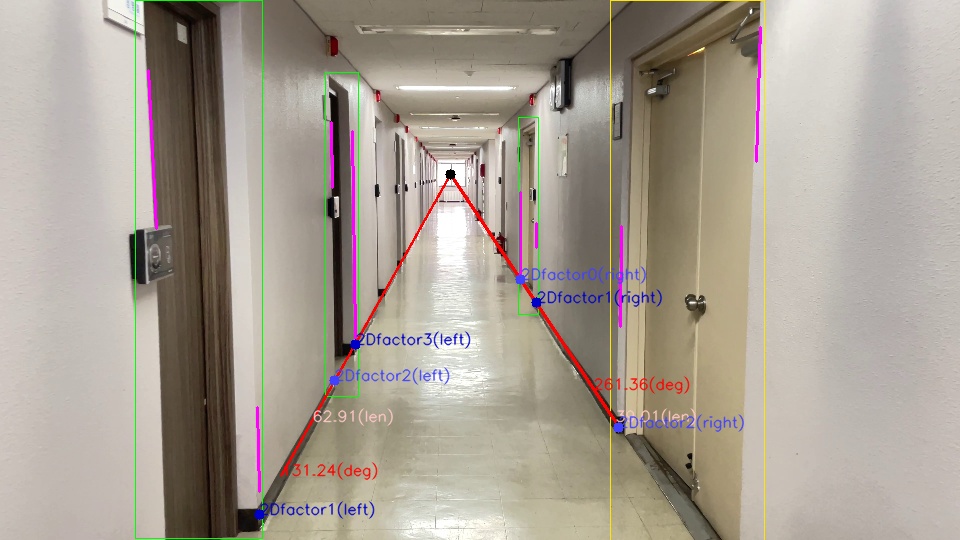 2Dfactor0(right)
2Dfactor1(right)
2Dfactor3(left)
2Dfactor2(left)
261.36(deg)
62.91(len)
2Dfactor2(right)
31.24(deg)
2Dfactor1(left)